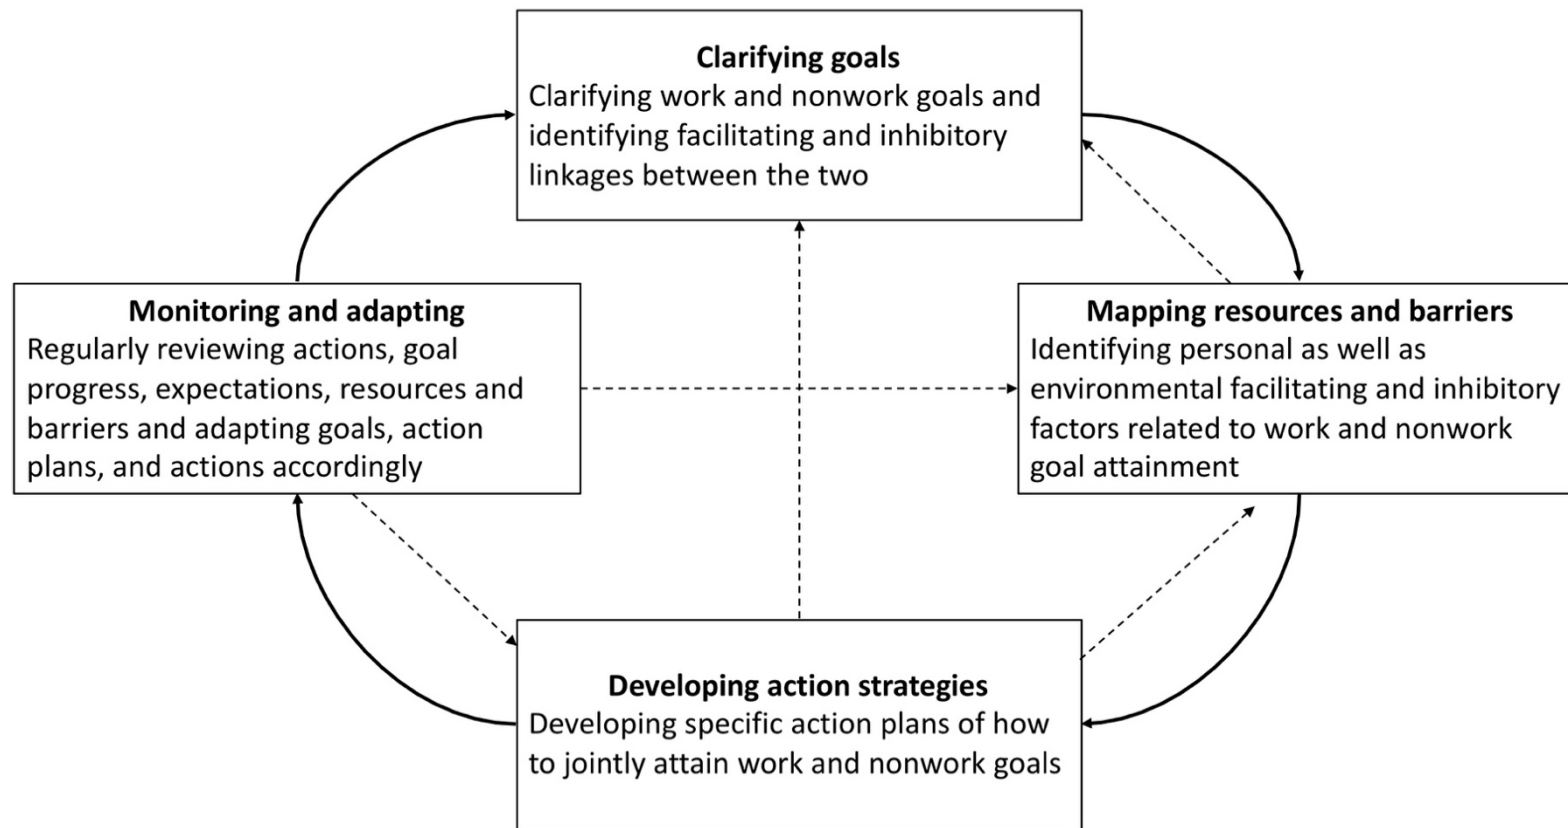 Clarifying goals
Clarifying work and nonwork goals and
identifying facilitating and inhibitory
linkages between the two
Monitoring and adapting
Regularly reviewing actions, goal
progress, expectations, resources and
barriers and adapting goals, action
plans, and actions accordingly
Mapping resources and barriers
Identifying personal as well as
environmental facilitating and inhibitory
factors related to work and nonwork
goal attainment
Developing action strategies
Developing specific action plans of how
to jointly attain work and nonwork goals